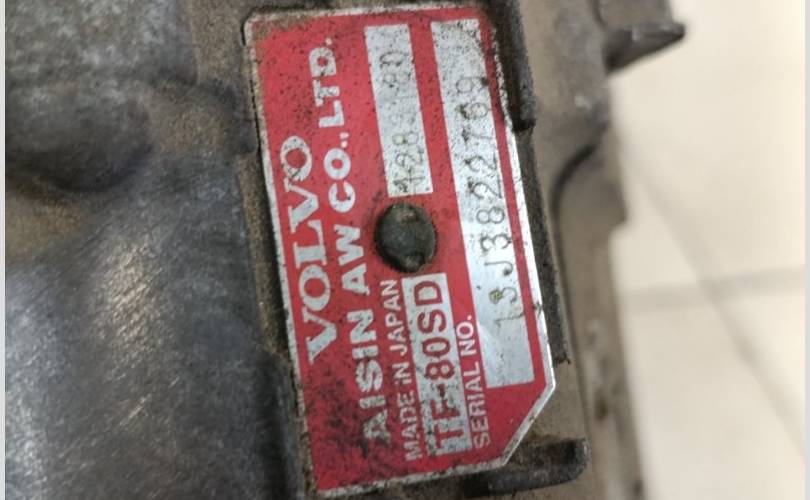 VOLVO
AISIN AW CO., LTD.
MADE IN JAPAN
TF-80SD
SERIAL NO.
13J3822709